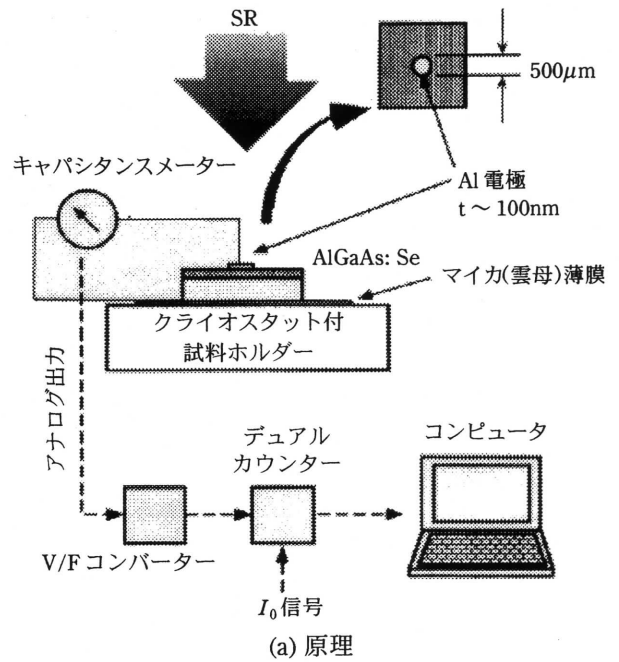 SR
500μm
キャパシタンスメーター
Al 電極
t ～ 100nm
AlGaAs: Se
マイカ(雲母)薄膜
クライオスタット付
試料ホルダー
アナログ出力
デュアル
カウンター
コンピュータ
V/F コンバーター
I₀ 信号
(a) 原理